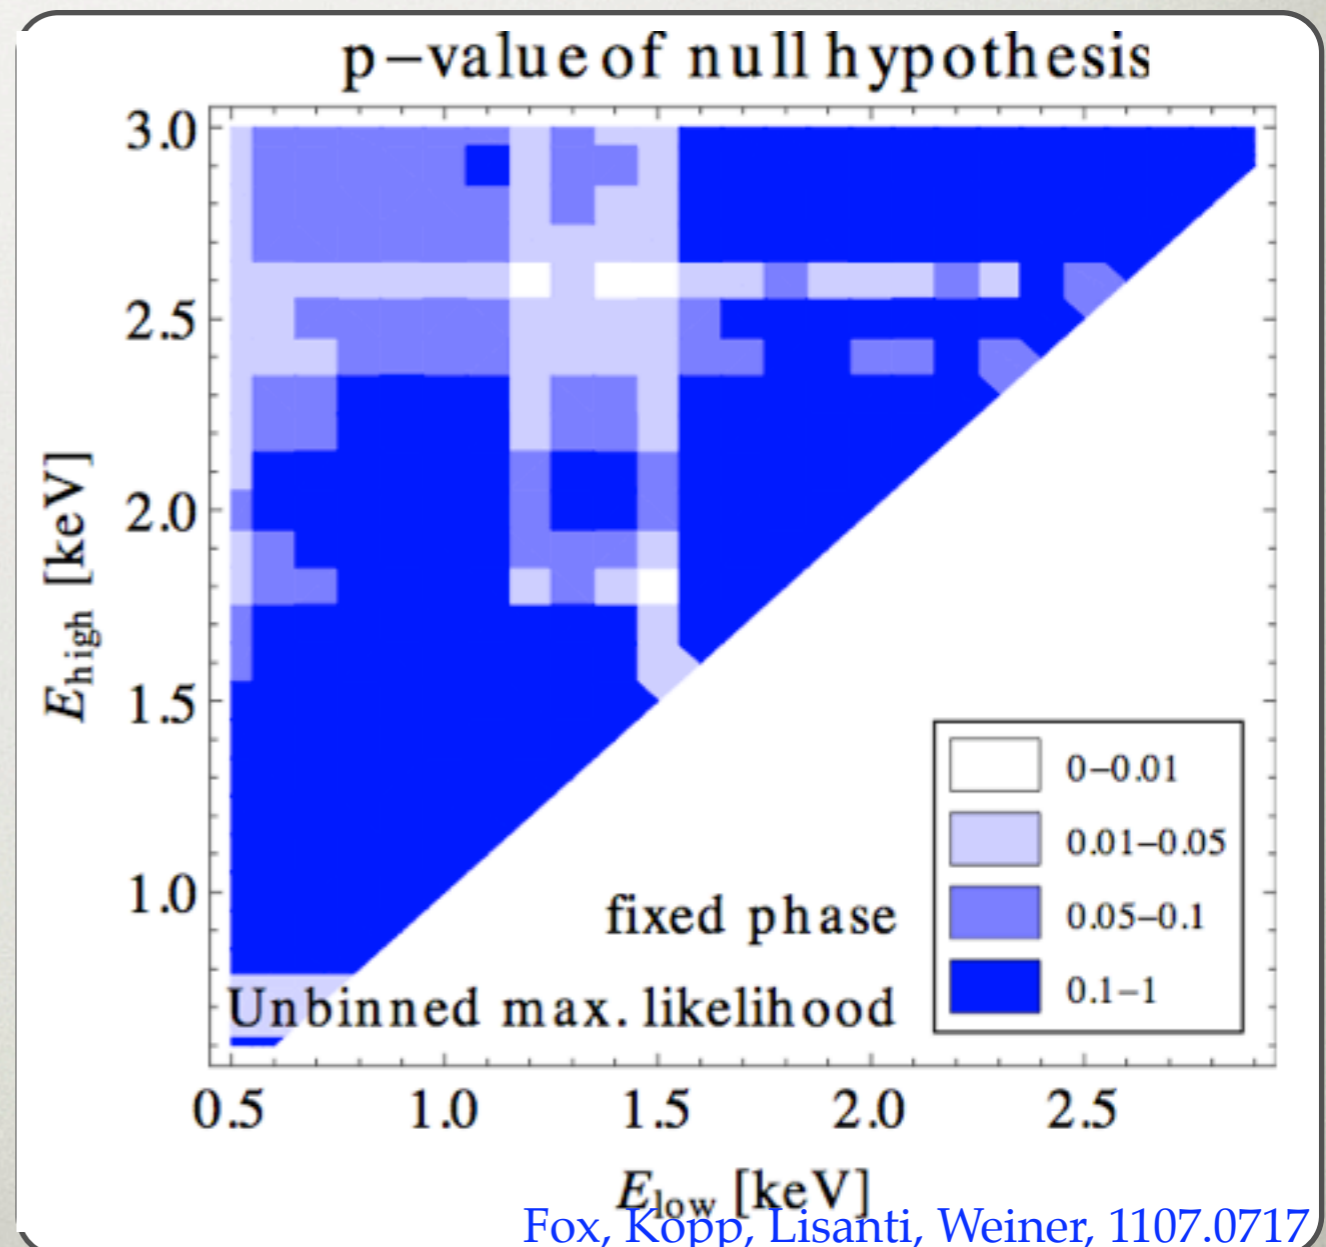 p-value of null hypothesis
3.0
2.5
2.0
1.5
1.0
E_high [keV]
0-0.01
0.01-0.05
0.05-0.1
0.1-1
fixed phase
Unbinned max. likelihood
0.5 1.0 1.5 2.0 2.5
E_low [keV]
Fox, Kopp, Lisanti, Weiner, 1107.0717